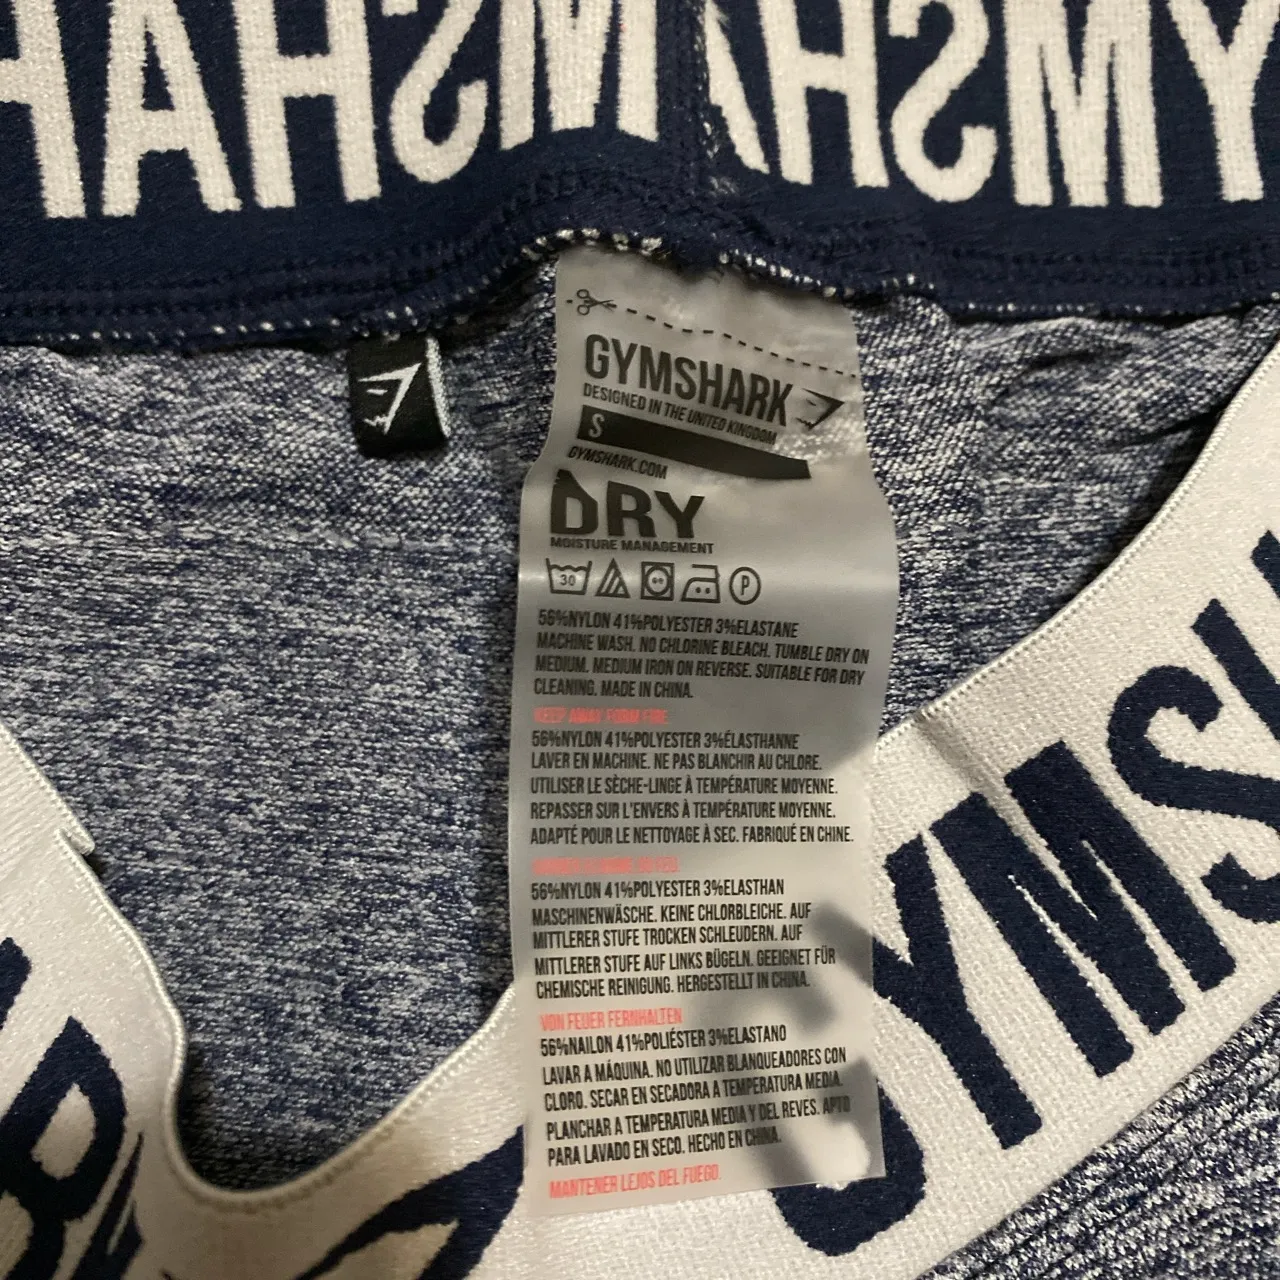 GYMSHARK
DESIGNED IN THE UNITED KINGDOM
S
GYMSHARK.COM
DRY
MOISTURE MANAGEMENT
30
P
56%NYLON 41%POLYESTER 3%ELASTANE
MACHINE WASH. NO CHLORINE BLEACH. TUMBLE DRY ON
MEDIUM. MEDIUM IRON ON REVERSE. SUITABLE FOR DRY
CLEANING. MADE IN CHINA.
KEEP AWAY FORM FIRE
56%NYLON 41%POLYESTER 3%ÉLASTHANNE
LAVER EN MACHINE. NE PAS BLANCHIR AU CHLORE.
UTILISER LE SÈCHE-LINGE À TEMPÉRATURE MOYENNE.
REPASSER SUR L'ENVERS À TEMPÉRATURE MOYENNE.
ADAPTÉ POUR LE NETTOYAGE À SEC. FABRIQUÉ EN CHINE.
56%NYLON 41%POLYESTER 3%ELASTHAN
MASCHINENWÄSCHE. KEINE CHLORBLEICHE. AUF
MITTLERER STUFE TROCKEN SCHLEUDERN. AUF
MITTLERER STUFE AUF LINKS BÜGELN. GEEIGNET FÜR
CHEMISCHE REINIGUNG. HERGESTELLT IN CHINA.
VON FEUER FERNHALTEN
56%NAILON 41%POLIÉSTER 3%ELASTANO
LAVAR A MÁQUINA. NO UTILIZAR BLANQUEADORES CON
CLORO. SECAR EN SECADORA A TEMPERATURA MEDIA.
PLANCHAR A TEMPERATURA MEDIA Y DEL REVES. APTO
PARA LAVADO EN SECO. HECHO EN CHINA.
MANTENER LEJOS DEL FUEGO.
GYMSH